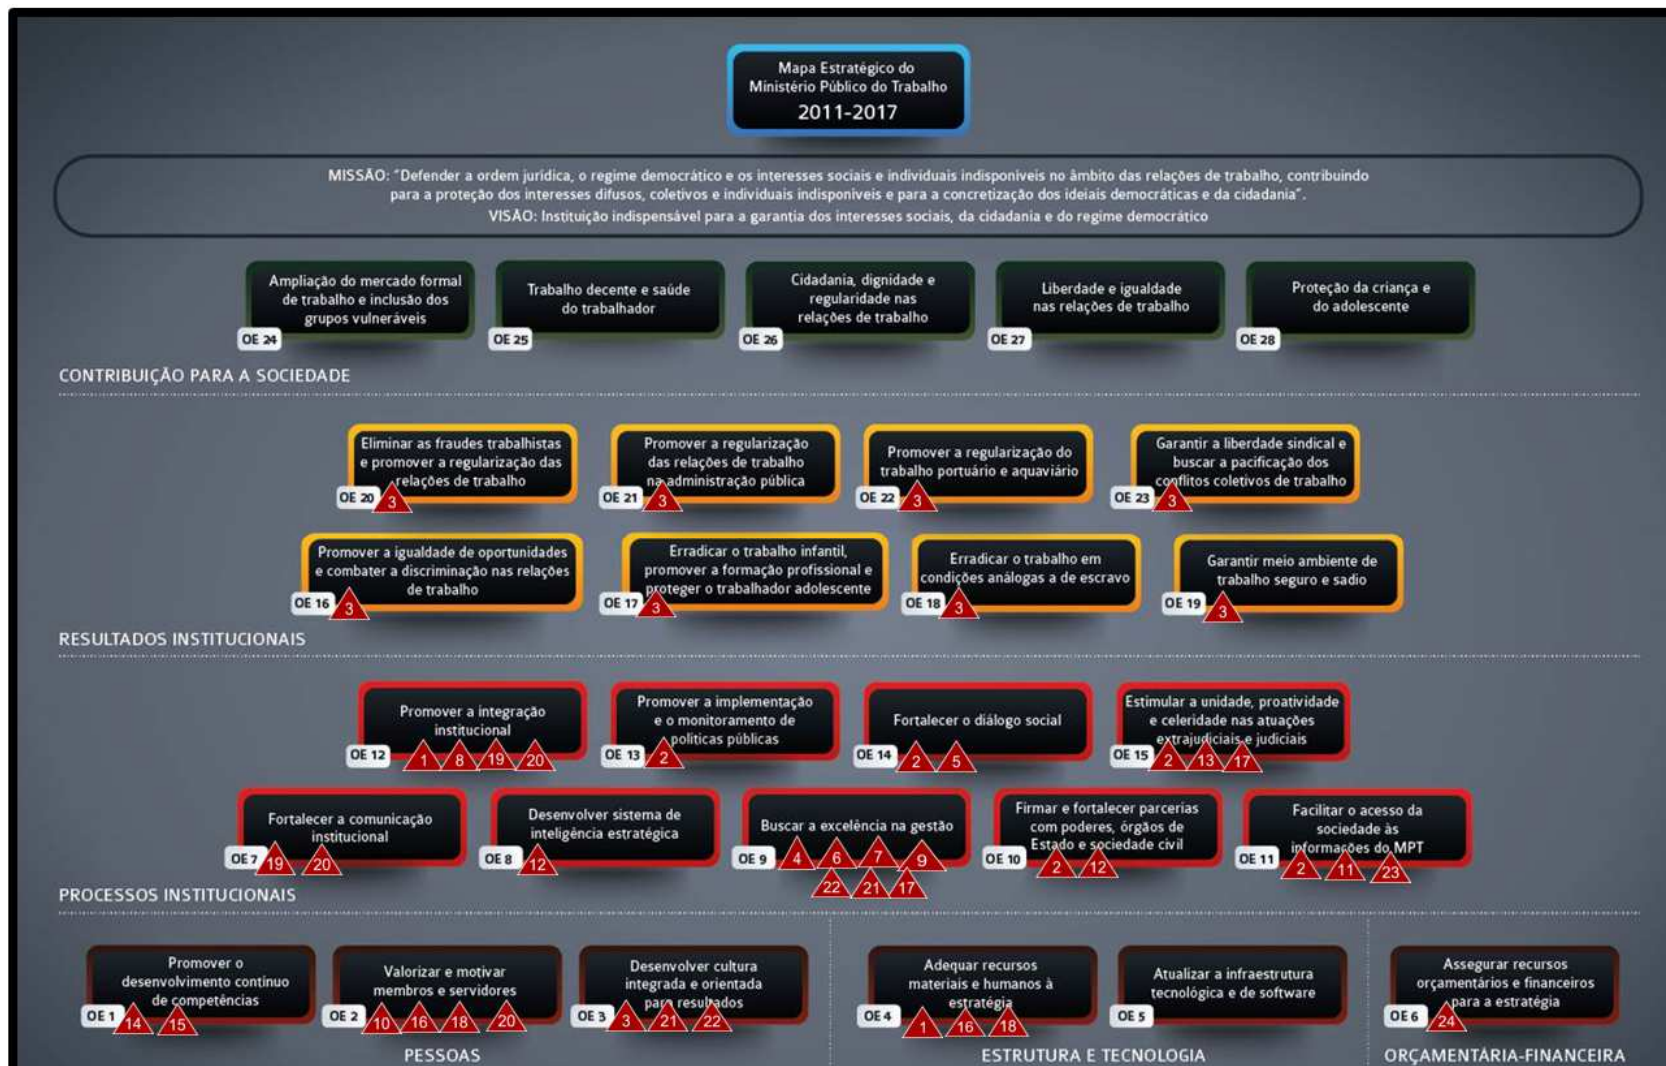 Mapa Estratégico do
Ministério Público do Trabalho
2011-2017
MISSÃO: "Defender a ordem jurídica, o regime democrático e os interesses sociais e individuais indisponíveis no âmbito das relações de trabalho, contribuindo
para a proteção dos interesses difusos, coletivos e individuais indisponíveis e para a concretização dos ideiais democráticas e da cidadania".
VISÃO: Instituição indispensável para a garantia dos interesses sociais, da cidadania e do regime democrático
Ampliação do mercado formal
de trabalho e inclusão dos
grupos vulneráveis
OE 24
Trabalho decente e saúde
do trabalhador
OE 25
Cidadania, dignidade e
regularidade nas
relações de trabalho
OE 26
Liberdade e igualdade
nas relações de trabalho
OE 27
Proteção da criança e
do adolescente
OE 28
CONTRIBUIÇÃO PARA A SOCIEDADE
Eliminar as fraudes trabalhistas
e promover a regularização das
relações de trabalho
OE 20 3
Promover a regularização
das relações de trabalho
na administração pública
OE 21 3
Promover a regularização do
trabalho portuário e aquaviário
OE 22 3
Garantir a liberdade sindical e
buscar a pacificação dos
conflitos coletivos de trabalho
OE 23 3
Promover a igualdade de oportunidades
e combater a discriminação nas relações
de trabalho
OE 16 3
Erradicar o trabalho infantil,
promover a formação profissional e
proteger o trabalhador adolescente
OE 17 3
Erradicar o trabalho em
condições análogas a de escravo
OE 18 3
Garantir meio ambiente de
trabalho seguro e sadio
OE 19 3
RESULTADOS INSTITUCIONAIS
Promover a integração
institucional
OE 12 1 8 19 20
Promover a implementação
e o monitoramento de
políticas públicas
OE 13 2
Fortalecer o diálogo social
OE 14 2 5
Estimular a unidade, proatividade
e celeridade nas atuações
extrajudiciais e judiciais
OE 15 2 13 17
Fortalecer a comunicação
institucional
OE 7 19 20
Desenvolver sistema de
inteligência estratégica
OE 8 12
Buscar a excelência na gestão
OE 9 4 6 7 9
22 21 17
Firmar e fortalecer parcerias
com poderes, órgãos de
Estado e sociedade civil
OE 10 2 12
Facilitar o acesso da
sociedade às
informações do MPT
OE 11 2 11 23
PROCESSOS INSTITUCIONAIS
Promover o
desenvolvimento contínuo
de competências
OE 1 14 15
Valorizar e motivar
membros e servidores
OE 2 10 16 18 20
Desenvolver cultura
integrada e orientada
para resultados
OE 3 3 21 22
Adequar recursos
materiais e humanos à
estratégia
OE 4 1 16 18
Atualizar a infraestrutura
tecnológica e de software
OE 5
Assegurar recursos
orçamentários e financeiros
para a estratégia
OE 6 24
PESSOAS
ESTRUTURA E TECNOLOGIA
ORÇAMENTÁRIA-FINANCEIRA